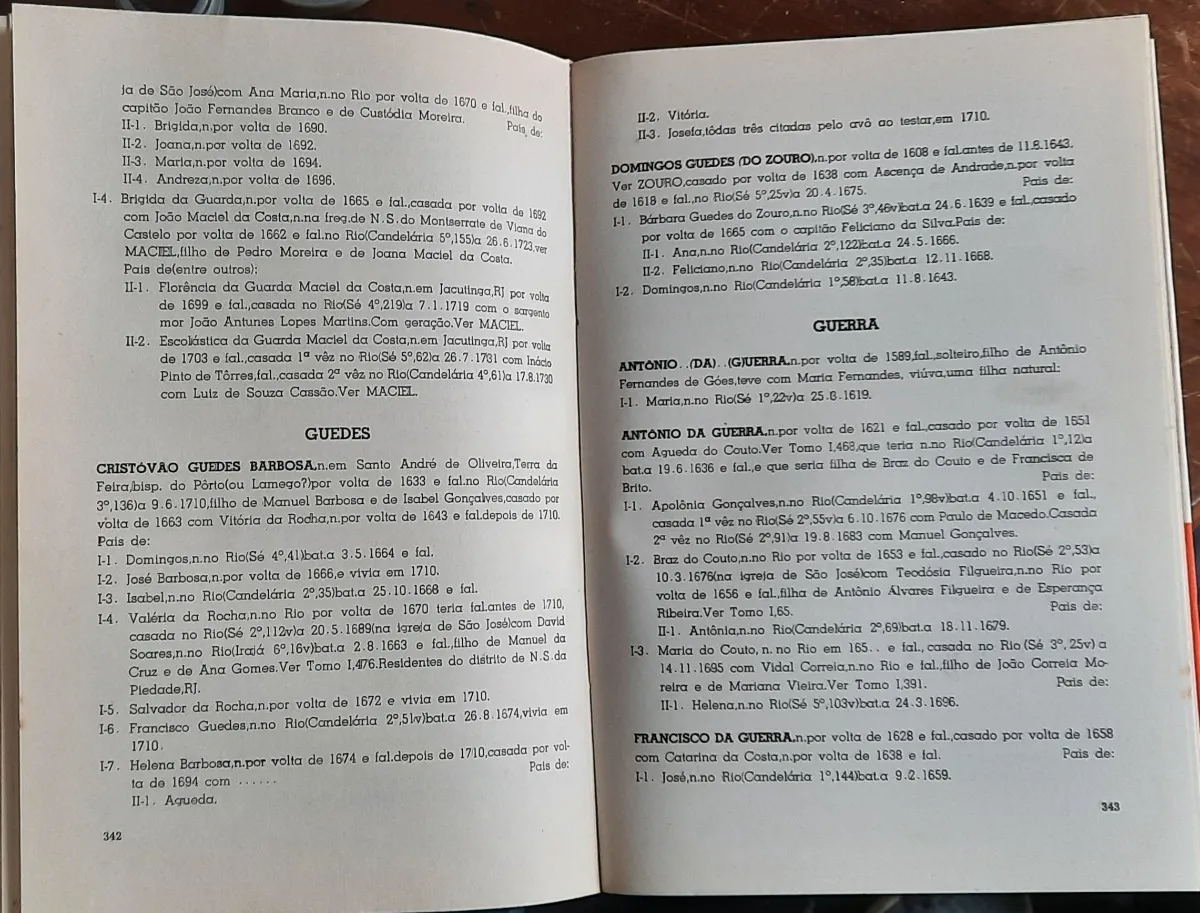 ja de São José)com Ana Maria,n.no Rio por volta de 1670 e fal.,filha do
capitão João Fernandes Branco e de Custódia Moreira. Pais de:
II-1. Brigida,n.por volta de 1690.
II-2. Joana,n.por volta de 1692.
II-3. Maria,n.por volta de 1694.
II-4. Andreza,n.por volta de 1696.
I-4. Brigida da Guarda,n.por volta de 1665 e fal.,casada por volta de 1692
com João Maciel da Costa,n.na freg.de N.S.do Montserrate de Viana do
Castelo por volta de 1662 e fal.no Rio(Candelária 5º,155)a 26.6.1723,ver
MACIEL,filho de Pedro Moreira e de Joana Maciel da Costa.
Pais de(entre outros):
II-1. Florência da Guarda Maciel da Costa,n.em Jacutinga,RJ por volta
de 1699 e fal.,casada no Rio(Sé 4º,219)a 7.1.1719 com o sargento
mor João Antunes Lopes Martins.Com geração.Ver MACIEL.
II-2. Escolástica da Guarda Maciel da Costa,n.em Jacutinga,RJ por volta
de 1703 e fal.,casada 1ª vêz no Rio(Sé 5º,62)a 26.7.1731 com Inácio
Pinto de Tôrres,fal.,casada 2ª vêz no Rio(Candelária 4º,61)a 17.8.1730
com Luiz de Souza Cassão.Ver MACIEL.
GUEDES
CRISTÓVÃO GUEDES BARBOSA.n.em Santo André de Oliveira,Terra da
Feira,bisp. do Pôrto(ou Lamego?)por volta de 1633 e fal.no Rio(Candelária
3º,136)a 9.6.1710,filho de Manuel Barbosa e de Isabel Gonçalves,casado por
volta de 1663 com Vitória da Rodha,n.por volta de 1643 e fal.depois de 1710.
Pais de:
I-1. Domingos,n.no Rio(Sé 4º,41)bat.a 3.5.1664 e fal.
I-2. José Barbosa,n.por volta de 1666,e vivia em 1710.
I-3. Isabel,n.no Rio(Candelária 2º,35)bat.a 25.10.1668 e fal.
I-4. Valéria da Rocha,n.no Rio por volta de 1670 teria fal.antes de 1710,
casada no Rio(Sé 2º,112v)a 20.5.1689(na igreja de São José)com David
Soares,n.no Rio(Irajá 6º,16v)bat.a 2.8.1663 e fal.,filho de Manuel da
Cruz e de Ana Gomes.Ver Tomo I,476.Residentes do distrito de N.S.da
Piedade,RJ.
I-5. Salvador da Rocha,n.por volta de 1672 e vivia em 1710.
I-6. Francisco Guedes,n.no Rio(Candelária 2º,51v)bat.a 26.8.1674,vivia em
1710.
I-7. Helena Barbosa,n.por volta de 1674 e fal.depois de 1710,casada por vol-
ta de 1694 com ...... Pais de:
II-1. Agueda.
342
II-2. Vitória.
II-3. Josefa,tôdas três citadas pelo avô ao testar,em 1710.
DOMINGOS GUEDES (DO ZOURO),n.por volta de 1608 e fal.antes de 11.8.1643.
Ver ZOURO,casado por volta de 1638 com Ascença de Andrade,n.por volta
de 1618 e fal.,no Rio(Sé 5º,25v)a 20.4.1675. Pais de:
I-1. Bárbara Guedes do Zouro,n.no Rio(Sé 3º,46v)bat.a 24.6.1639 e fal.,casado
por volta de 1665 com o capitão Feliciano da Silva.Pais de:
II-1. Ana,n.no Rio(Candelária 2º,122)bat.a 24.5.1666.
II-2. Feliciano,n.no Rio(Candelária 2º,35)bat.a 12.11.1668.
I-2. Domingos,n.no Rio(Candelária 1º,58)bat.a 11.8.1643.
GUERRA
ANTÔNIO..(DA)..(G)UERRA.n.por volta de 1589,fal.,solteiro,filho de Antônio
Fernandes de Góes,teve com Maria Fernandes, viúva,uma filha natural:
I-1. Maria,n.no Rio(Sé 1º,22v)a 25.8.1619.
ANTÔNIO DA GUERRA.n.por volta de 1621 e fal.,casado por volta de 1651
com Agueda do Couto.Ver Tomo I,468,que teria n.no Rio(Candelária 1º,12)a
bat.a 19.6.1636 e fal.,e que seria filha de Braz do Couto e de Francisca de
Brito. Pais de:
I-1. Apolônia Gonçalves,n.no Rio(Candelária 1º,98v)bat.a 4.10.1651 e fal.,
casada 1ª vêz no Rio(Sé 2º,55v)a 6.10.1676 com Paulo de Macedo.Casada
2ª vêz no Rio(Sé 2º,91)a 19.8.1683 com Manuel Gonçalves.
I-2. Braz do Couto,n.no Rio por volta de 1653 e fal.,casado no Rio(Sé 2º,53)a
10.3.1676(na igreja de São José)com Teodósia Filgueira,n.no Rio por
volta de 1656 e fal.,filha de Antônio Álvares Filgueira e de Esperança
Ribeira.Ver Tomo I,65. Pais de:
II-1. Antônia,n.no Rio(Candelária 2º,69)bat.a 18.11.1679.
I-3. Maria do Couto, n. no Rio em 165.. e fal., casada no Rio (Sé 3º, 25v) a
14.11.1695 com Vidal Correia,n.no Rio e fal.,filho de João Correia Mo-
reira e de Mariana Vieira.Ver Tomo I,391. Pais de:
II-1. Helena,n.no Rio(Sé 5º,103v)bat.a 24.3.1696.
FRANCISCO DA GUERRA.n.por volta de 1628 e fal.,casado por volta de 1658
com Catarina da Costa,n.por volta de 1638 e fal. Pais de:
I-1. José,n.no Rio(Candelária 1º,144)bat.a 9.2.1659.
343